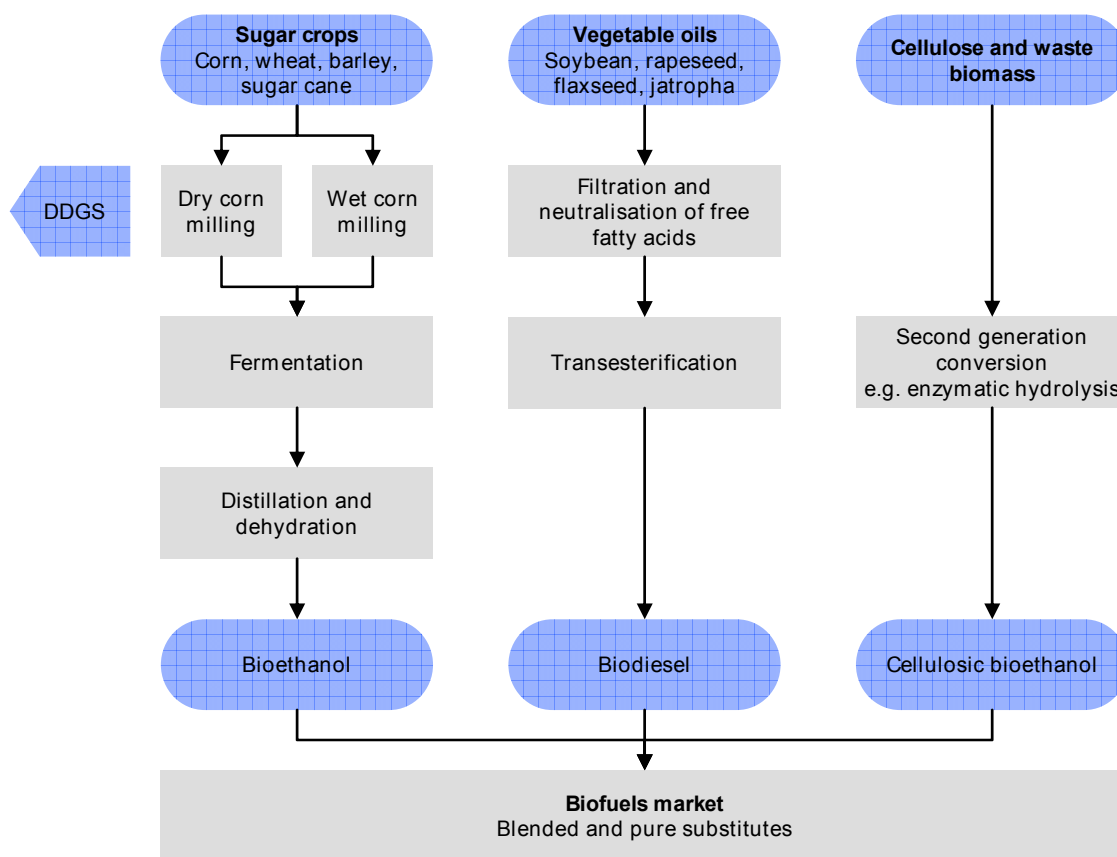 Sugar crops
Corn, wheat, barley,
sugar cane
Vegetable oils
Soybean, rapeseed,
flaxseed, jatropha
Cellulose and waste
biomass
DDGS
Dry corn
milling
Wet corn
milling
Filtration and
neutralisation of free
fatty acids
Fermentation
Transesterification
Second generation
conversion
e.g. enzymatic hydrolysis
Distillation and
dehydration
Bioethanol
Biodiesel
Cellulosic bioethanol
Biofuels market
Blended and pure substitutes